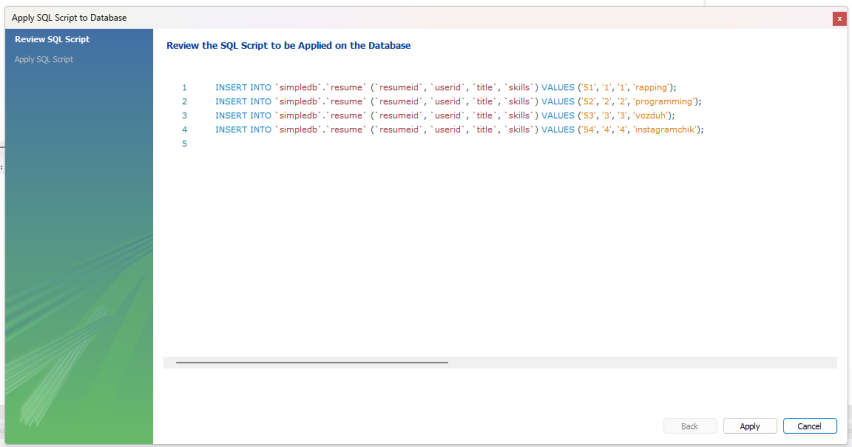 Apply SQL Script to Database
x
Review SQL Script
Apply SQL Script
Review the SQL Script to be Applied on the Database
1 INSERT INTO `simpledb`.`resume` (`resumeid`, `userid`, `title`, `skills`) VALUES ('51', '1', '1', 'rapping');
2 INSERT INTO `simpledb`.`resume` (`resumeid`, `userid`, `title`, `skills`) VALUES ('52', '2', '2', 'programming');
3 INSERT INTO `simpledb`.`resume` (`resumeid`, `userid`, `title`, `skills`) VALUES ('53', '3', '3', 'vozduh');
4 INSERT INTO `simpledb`.`resume` (`resumeid`, `userid`, `title`, `skills`) VALUES ('54', '4', '4', 'instagramchik');
5
Back Apply Cancel